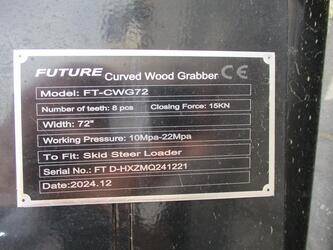 FUTURE Curved Wood Grabber CE
Model: FT-CWG72
Number of teeth: 8 pcs Closing Force: 15KN
Width: 72"
Working Pressure: 10Mpa-22Mpa
To Fit: Skid Steer Loader
Serial No.: FT D-HXZMQ241221
Date:2024.12